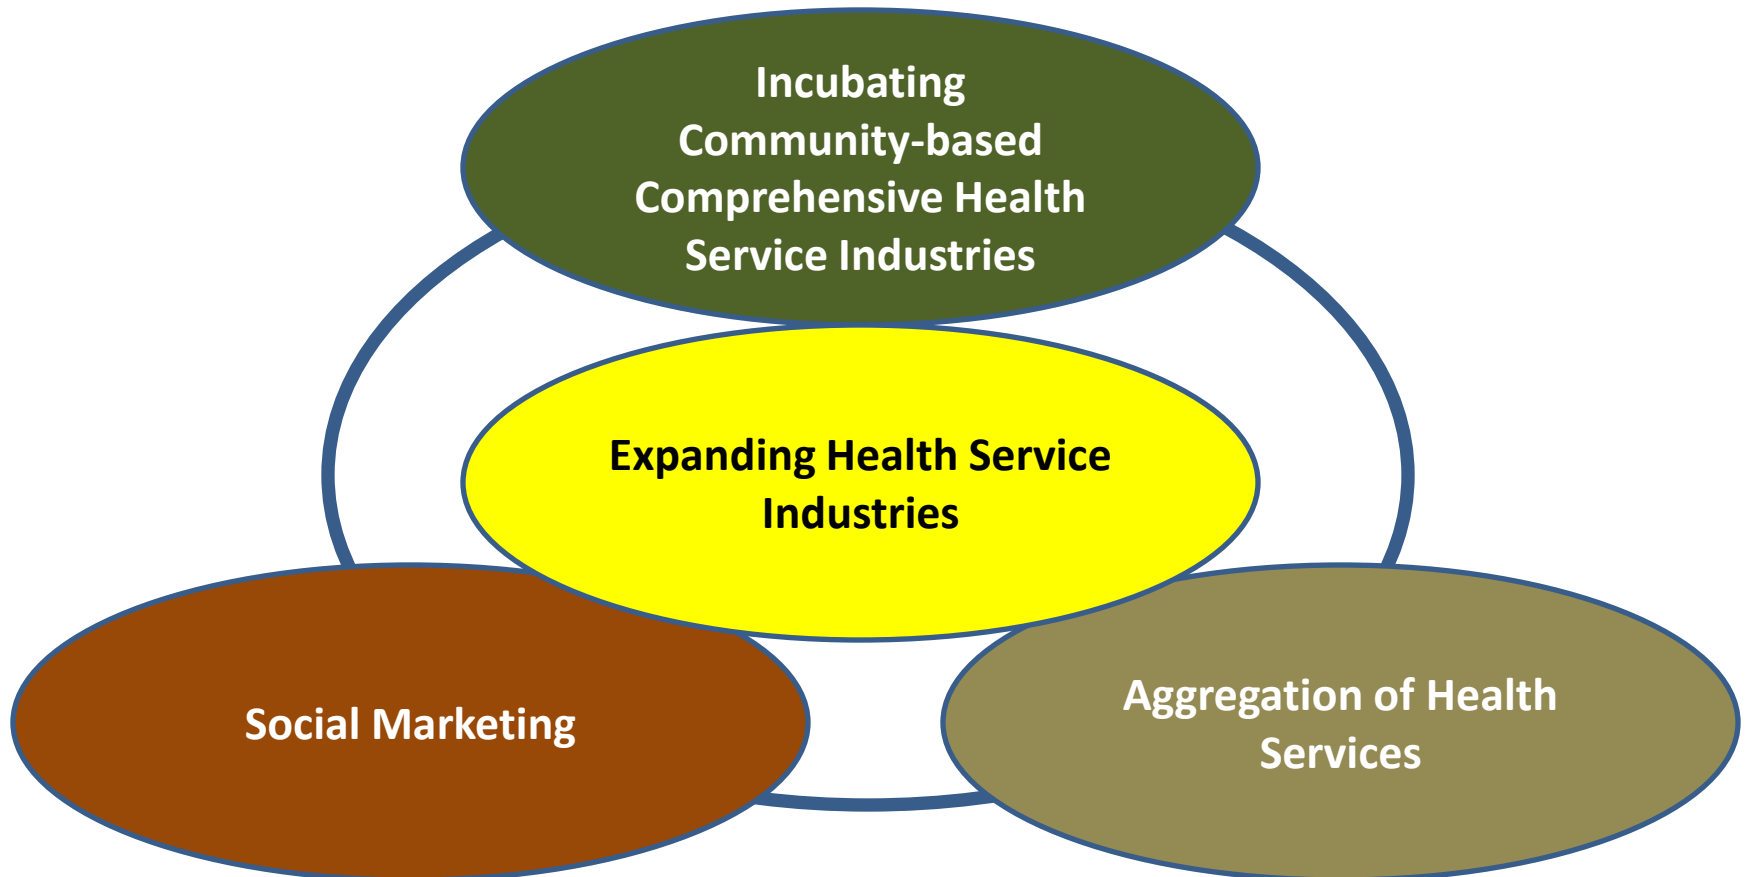 Incubating
Community-based
Comprehensive Health
Service Industries
Expanding Health Service
Industries
Social Marketing
Aggregation of Health
Services